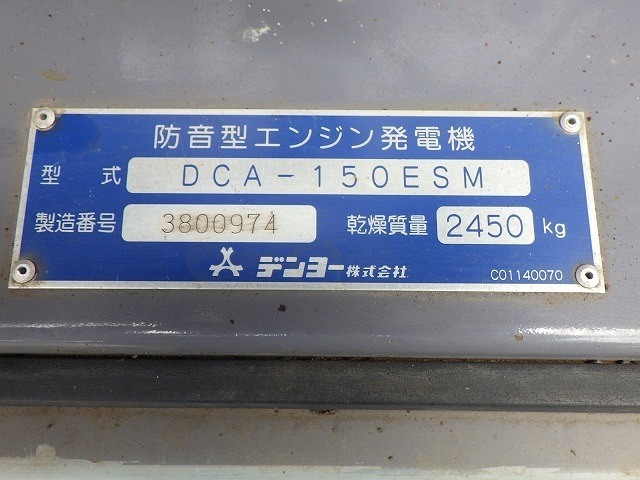 防音型エンジン発電機
型 式 DCA-150ESM
製造番号 3800974 乾燥質量 2450 kg
デンヨー株式会社 C01140070